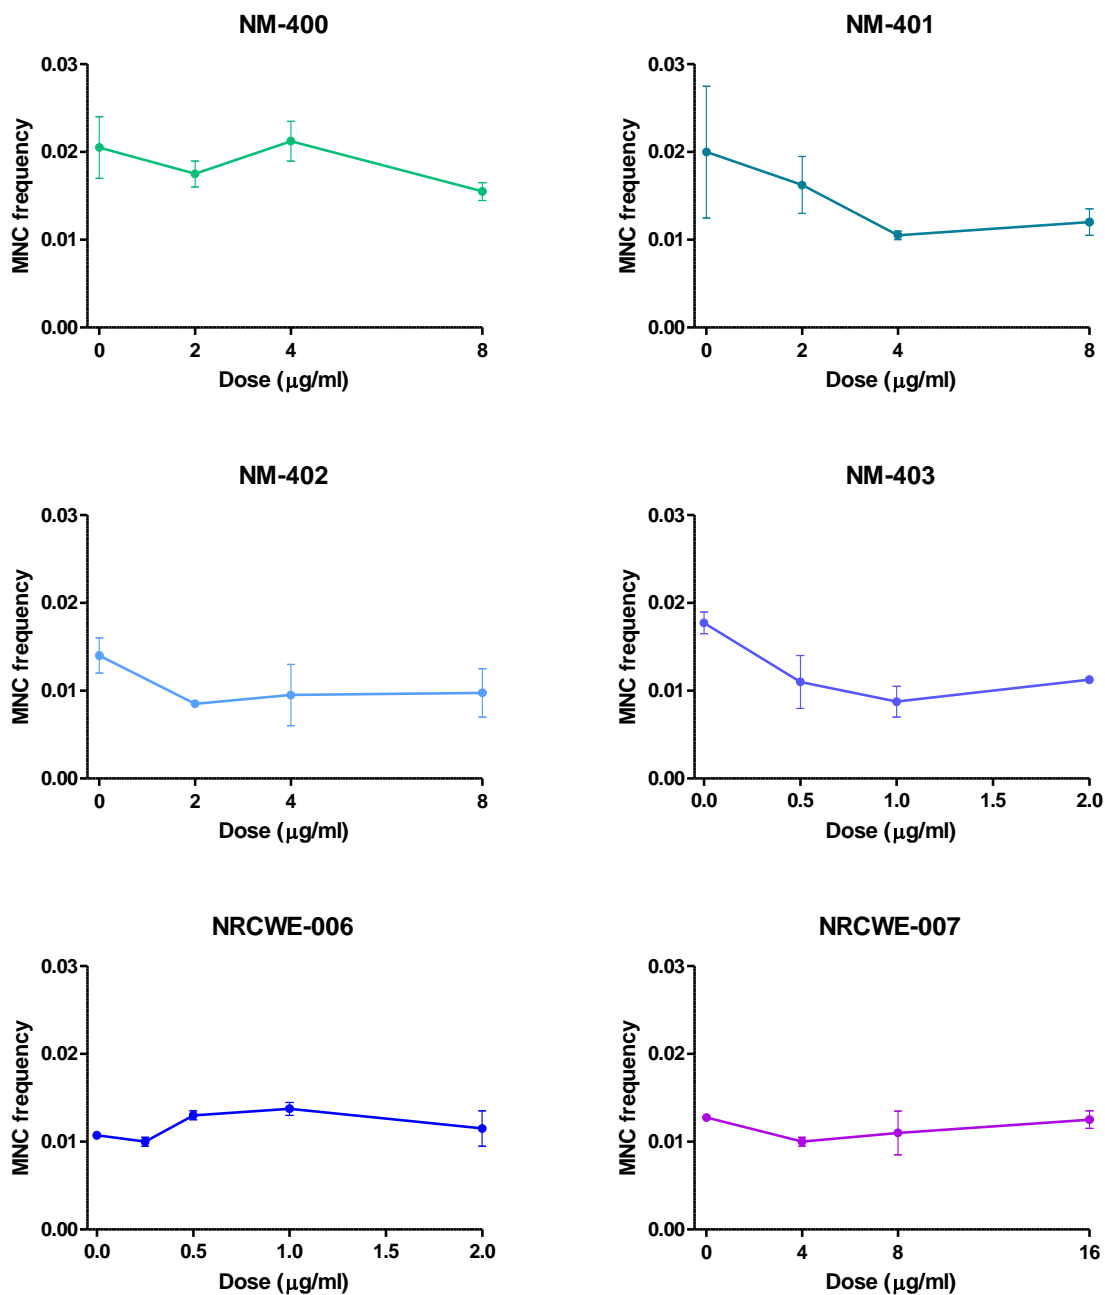 NM-400
MNC frequency
0.03
0.02
0.01
0.00
0 2 4 8
Dose (μg/ml)
NM-401
MNC frequency
0.03
0.02
0.01
0.00
0 2 4 8
Dose (μg/ml)
NM-402
MNC frequency
0.03
0.02
0.01
0.00
0 2 4 8
Dose (μg/ml)
NM-403
MNC frequency
0.03
0.02
0.01
0.00
0.0 0.5 1.0 1.5 2.0
Dose (μg/ml)
NRCWE-006
MNC frequency
0.03
0.02
0.01
0.00
0.0 0.5 1.0 1.5 2.0
Dose (μg/ml)
NRCWE-007
MNC frequency
0.03
0.02
0.01
0.00
0 4 8 16
Dose (μg/ml)